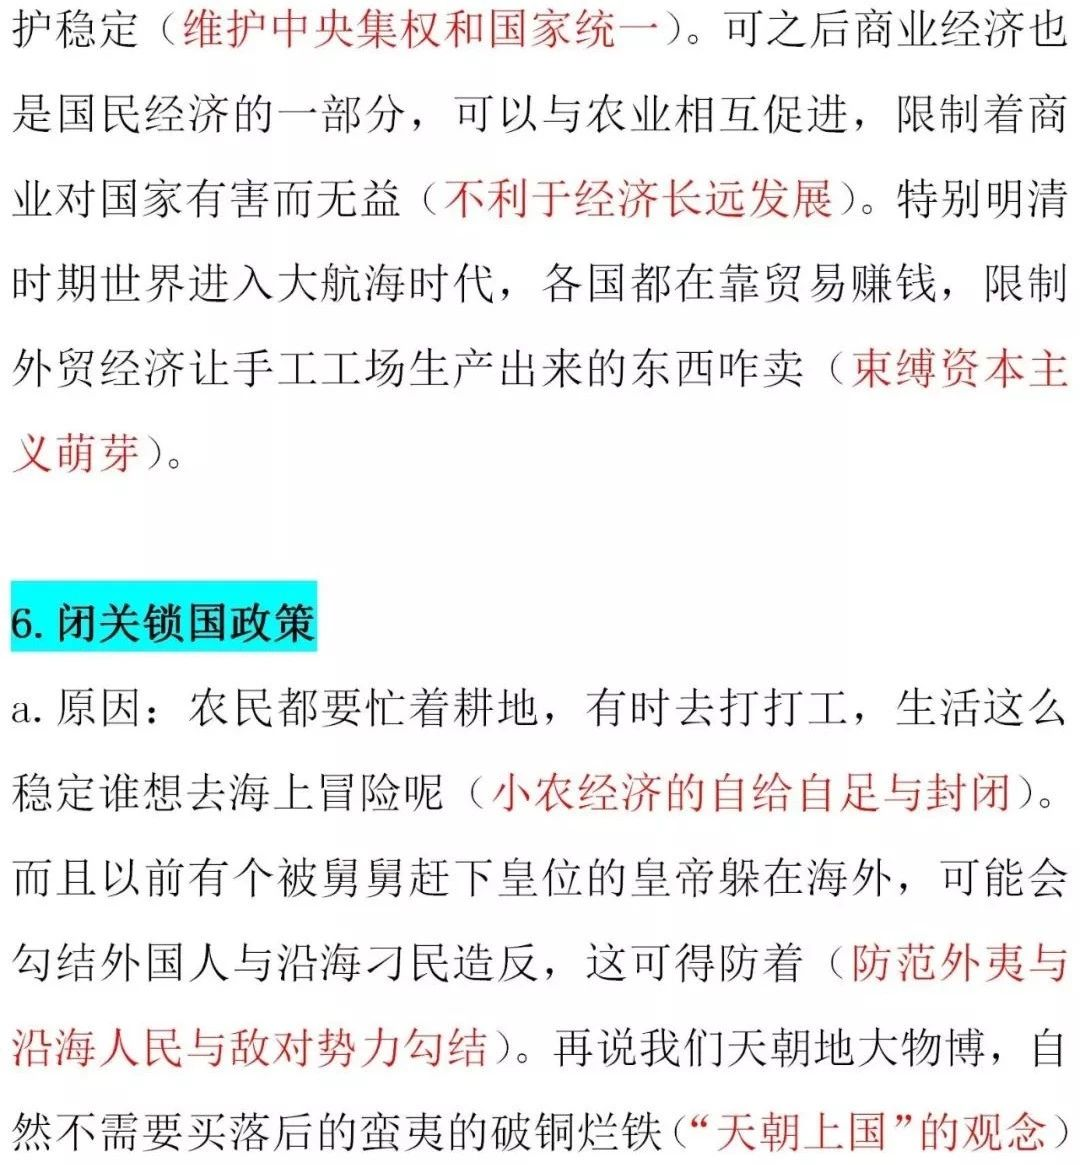 护稳定（维护中央集权和国家统一）。可之后商业经济也
是国民经济的一部分，可以与农业相互促进，限制着商
业对国家有害而无益（不利于经济长远发展）。特别明清
时期世界进入大航海时代，各国都在靠贸易赚钱，限制
外贸经济让手工工场生产出来的东西咋卖（束缚资本主
义萌芽）。
6. 闭关锁国政策
a. 原因：农民都要忙着耕地，有时去打打工，生活这么
稳定谁想去海上冒险呢（小农经济的自给自足与封闭）。
而且以前有个被舅舅赶下皇位的皇帝躲在海外，可能会
勾结外国人与沿海刁民造反，这可得防着（防范外夷与
沿海人民与敌对势力勾结）。再说我们天朝地大物博，自
然不需要买落后的蛮夷的破铜烂铁（“天朝上国”的观念）